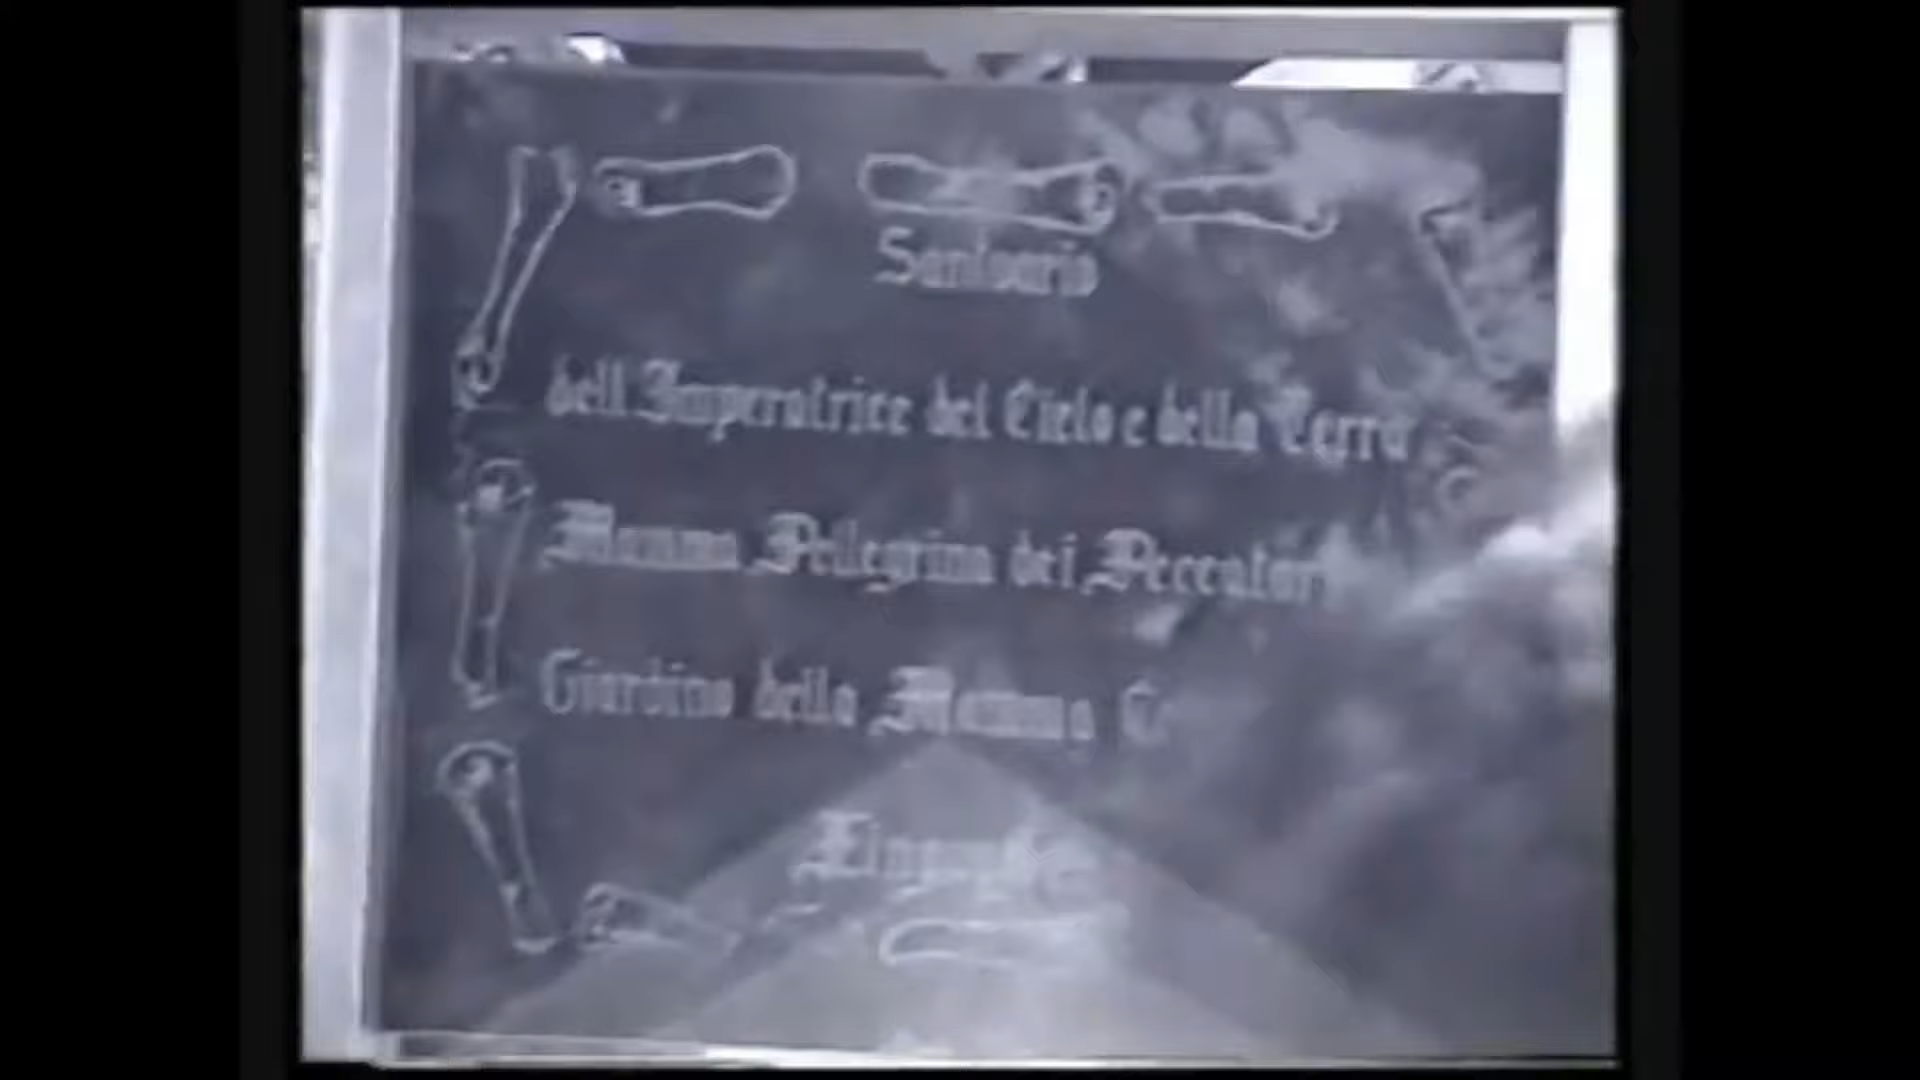 Santuario
dell Imperatrice del Cielo e della Terra
Mamma Pellegrina dei Peccatori
Giardino della Mamma